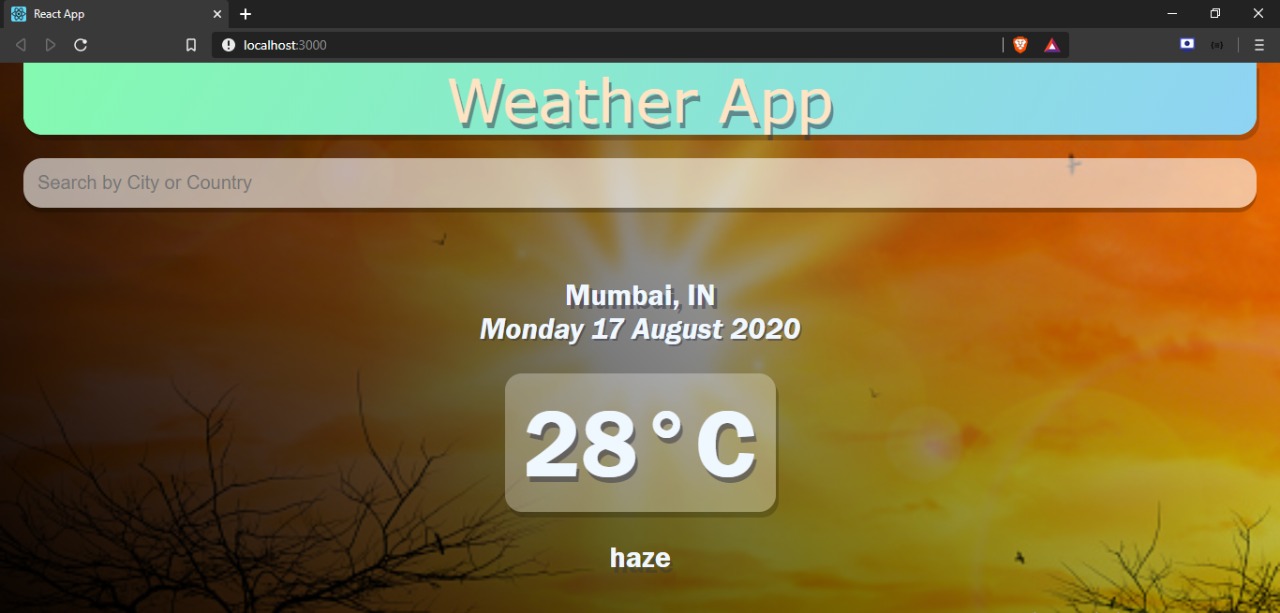 React App
localhost:3000
Weather App
Search by City or Country
Mumbai, IN
Monday 17 August 2020
28°C
haze